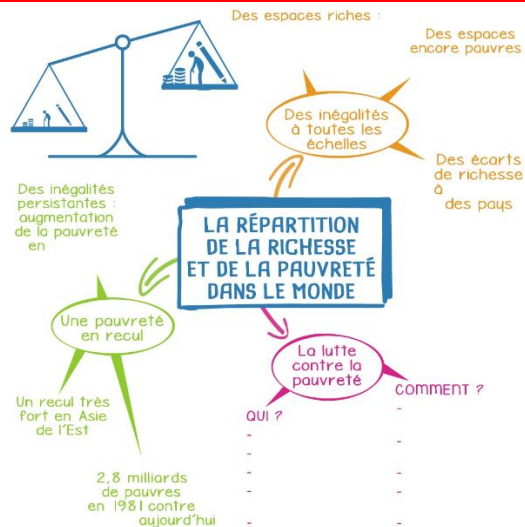 Des espaces riches :
Des espaces
encore pauvres
Des inégalités
à toutes les
échelles
Des écarts
de richesse
à
des pays
Des inégalités
persistantes :
augmentation
de la pauvreté
en
LA RÉPARTITION
DE LA RICHESSE
ET DE LA PAUVRETÉ
DANS LE MONDE
Une pauvreté
en recul
Un recul très
fort en Asie
de l'Est
2,8 milliards
de pauvres
en 1981 contre
aujourd'hui
La lutte
contre la
pauvreté
QUI ?
-
-
-
-
-
COMMENT ?
-
-
-
-
-